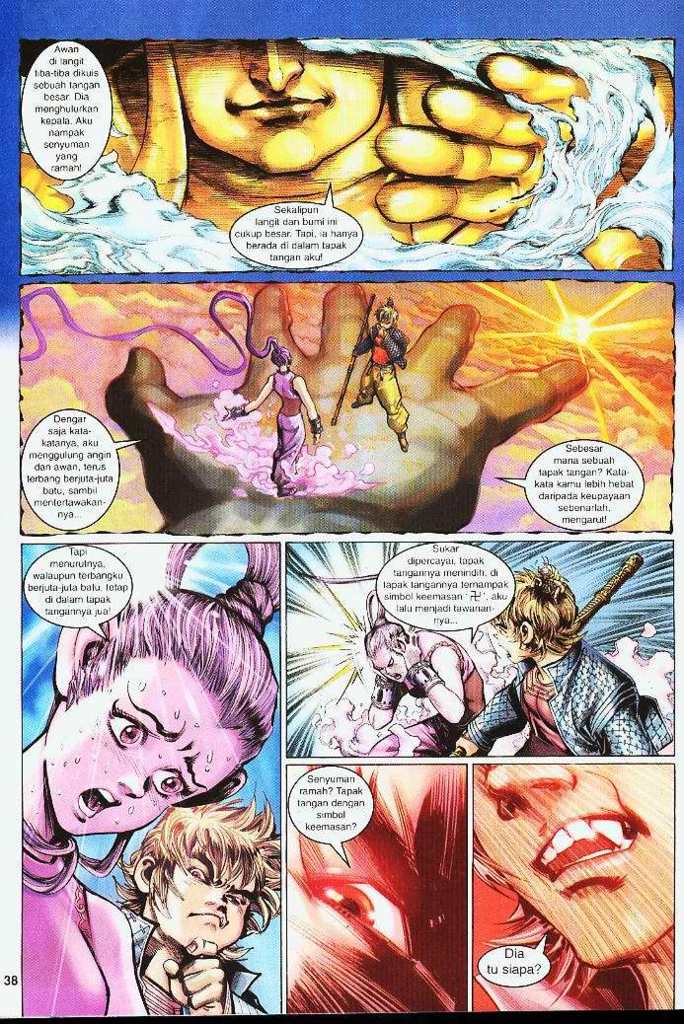 Awan
di langit
tiba-tiba dikuis
sebuah tangan
besar. Dia
menghulurkan
kepala. Aku
nampak
senyuman
yang
ramah!
Sekalipun
langit dan bumi ini
cukup besar. Tapi, ia hanya
berada di dalam tapak
tangan aku!
Dengar
saja kata-
katanya, aku
menggulung angin
dan awan, terus
terbang berjuta-juta
batu, sambil
mentertawakan-
nya...
Sebesar
mana sebuah
tapak tangan? Kata-
kata kamu lebih hebat
daripada keupayaan
sebenarlah,
mengarut!
Tapi
menurutnya,
walaupun terbangku
berjuta-juta batu, tetap
di dalam tapak
tangannya jua!
Sukar
dipercayai, tapak
tangannya menindih, di
tapak tangannya ternampak
simbol keemasan '卍', aku
lalu menjadi tawanan-
nya...
Senyuman
ramah? Tapak
tangan dengan
simbol
keemasan?
Dia
tu siapa?
38